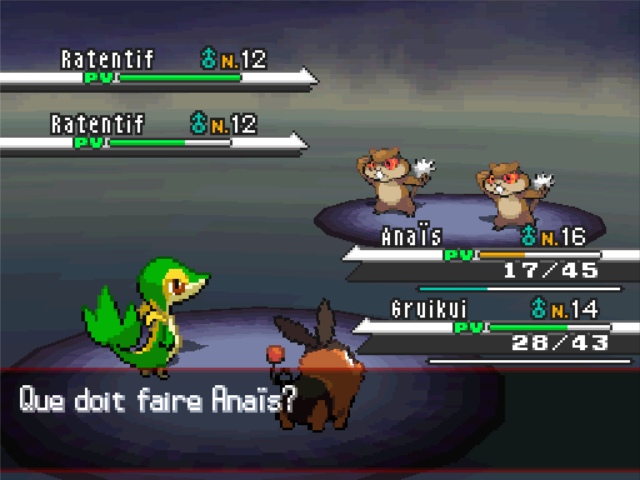 Ratentif ♂ N.12
PV
Ratentif ♂ N.12
PV
Anaïs ♂ N.16
PV
17/45
Gruikui ♂ N.14
PV
28/43
Que doit faire Anaïs?